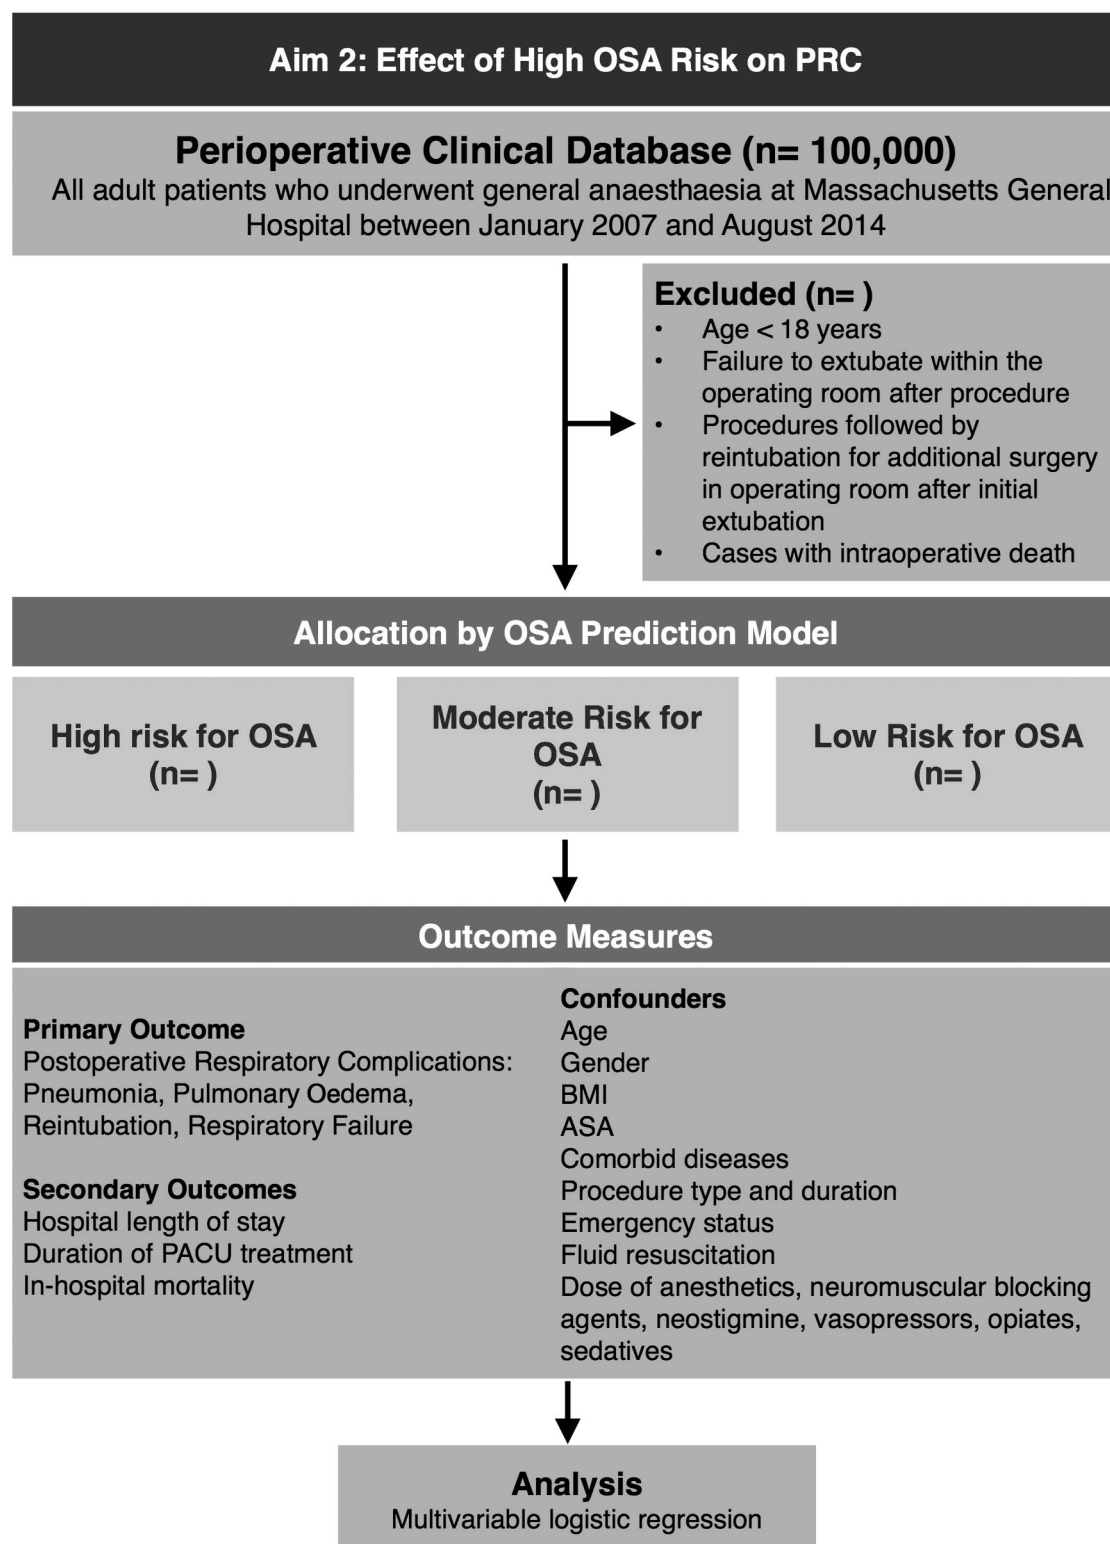 Aim 2: Effect of High OSA Risk on PRC
Perioperative Clinical Database (n= 100,000)
All adult patients who underwent general anaesthaesia at Massachusetts General
Hospital between January 2007 and August 2014
Excluded (n= )
• Age < 18 years
• Failure to extubate within the
operating room after procedure
• Procedures followed by
reintubation for additional surgery
in operating room after initial
extubation
• Cases with intraoperative death
Allocation by OSA Prediction Model
High risk for OSA
(n= )
Moderate Risk for
OSA
(n= )
Low Risk for OSA
(n= )
Outcome Measures
Primary Outcome
Postoperative Respiratory Complications:
Pneumonia, Pulmonary Oedema,
Reintubation, Respiratory Failure
Secondary Outcomes
Hospital length of stay
Duration of PACU treatment
In-hospital mortality
Confounders
Age
Gender
BMI
ASA
Comorbid diseases
Procedure type and duration
Emergency status
Fluid resuscitation
Dose of anesthetics, neuromuscular blocking
agents, neostigmine, vasopressors, opiates,
sedatives
Analysis
Multivariable logistic regression